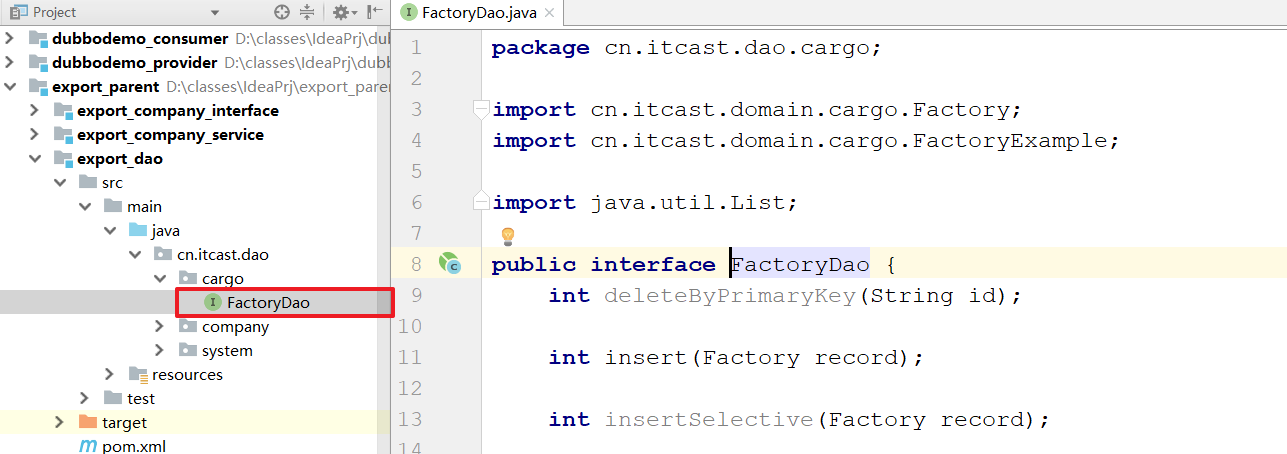 Project
dubbodemo_consumer D:\classes\IdeaPrj\dub
dubbodemo_provider D:\classes\IdeaPrj\dubb
export_parent D:\classes\IdeaPrj\export_paren
export_company_interface
export_company_service
export_dao
src
main
java
cn.itcast.dao
cargo
I FactoryDao
company
system
resources
test
target
m pom.xml
I FactoryDao.java
1 package cn.itcast.dao.cargo;
2
3 import cn.itcast.domain.cargo.Factory;
4 import cn.itcast.domain.cargo.FactoryExample;
5
6 import java.util.List;
7
8 public interface FactoryDao {
9 int deleteByPrimaryKey(String id);
10
11 int insert(Factory record);
12
13 int insertSelective(Factory record);
14